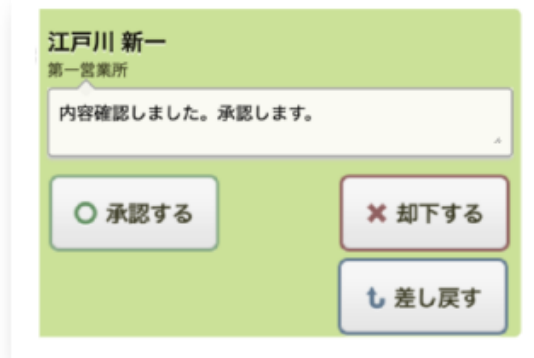 江戸川 新一
第一営業所
内容確認しました。承認します。
承認する
却下する
差し戻す